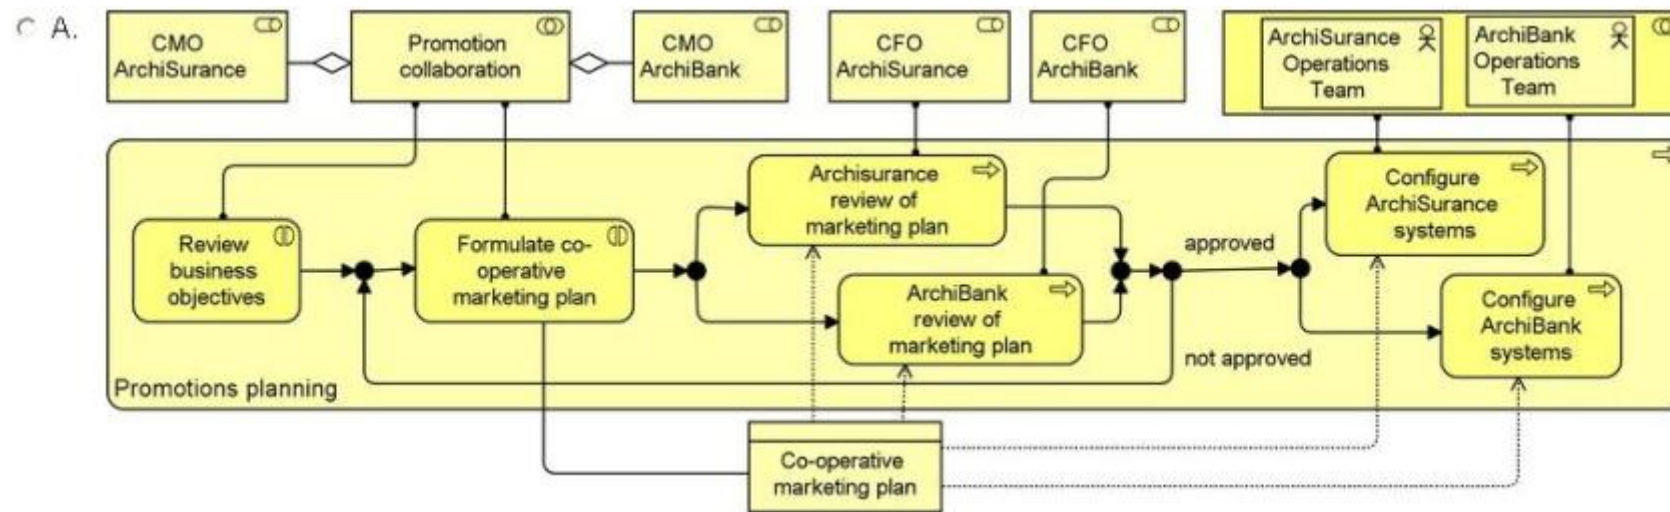 A.
CMO
ArchiSurance
Promotion
collaboration
CMO
ArchiBank
CFO
ArchiSurance
CFO
ArchiBank
ArchiSurance
Operations
Team
ArchiBank
Operations
Team
Review
business
objectives
Formulate co-
operative
marketing plan
Archisurance
review of
marketing plan
ArchiBank
review of
marketing plan
approved
not approved
Configure
ArchiSurance
systems
Configure
ArchiBank
systems
Promotions planning
Co-operative
marketing plan